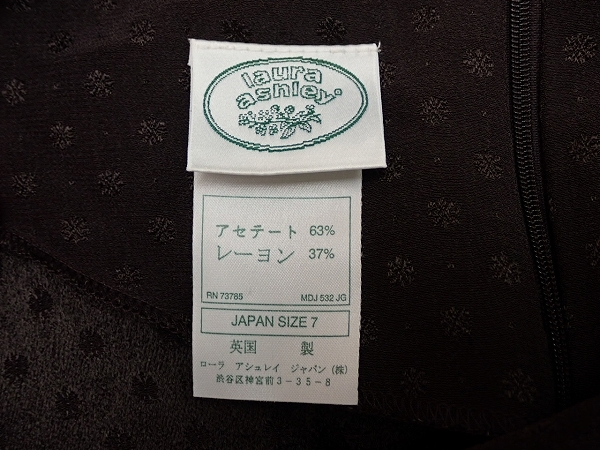 laura
ashley®
アセテート 63%
レーヨン 37%
RN 73785 MDJ 532 JG
JAPAN SIZE 7
英国 製
ローラ アシュレイ ジャパン(株)
渋谷区神宮前3-35-8